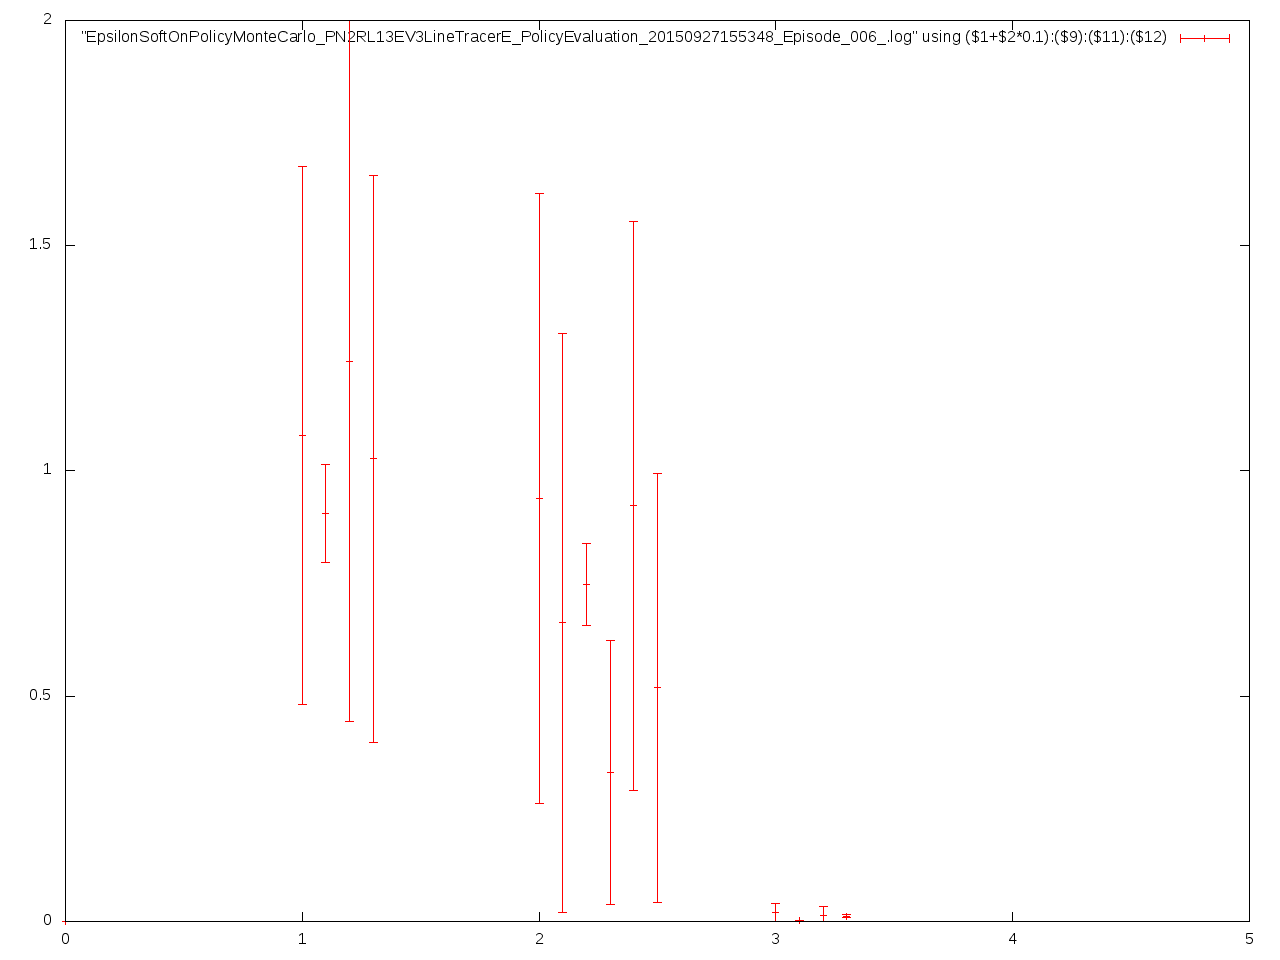 2
"EpsilonSoftOnPolicyMonteCarlo_PN2RL13EV3LineTracerE_PolicyEvaluation_20150927155348_Episode_006_.log" using ($1+$2*0.1):($9):($11):($12)
1.5
1
0.5
0
0 1 2 3 4 5